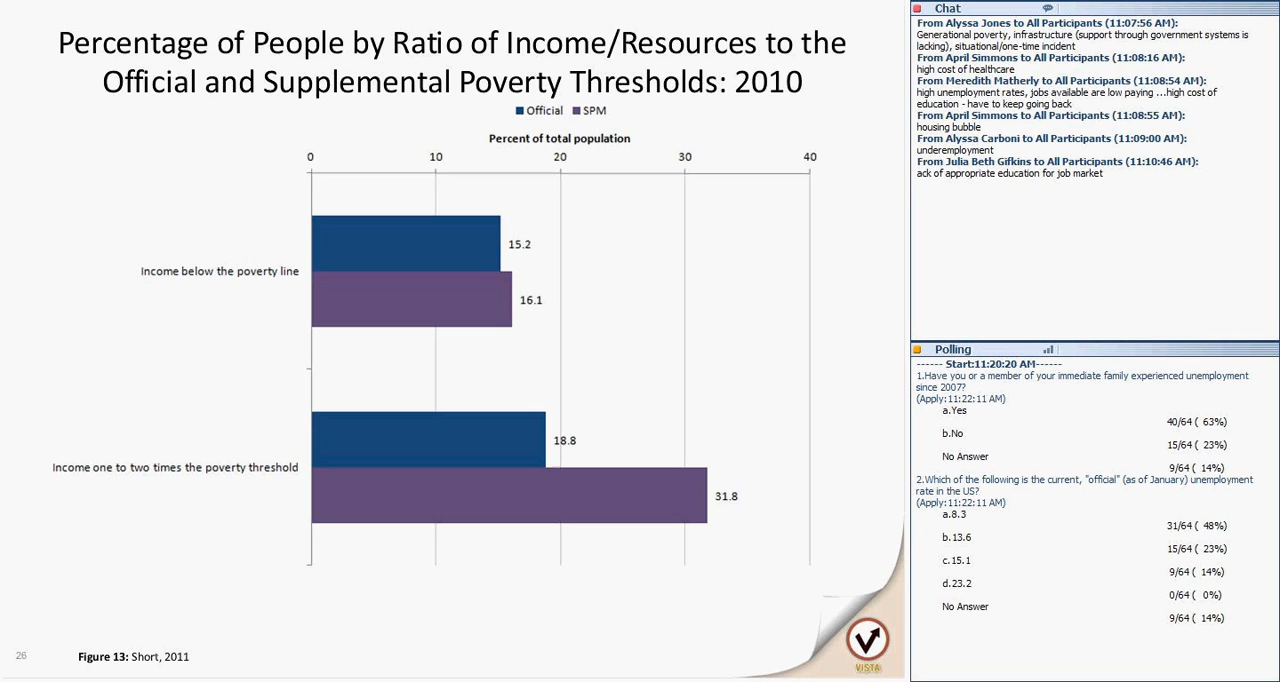 Percentage of People by Ratio of Income/Resources to the
Official and Supplemental Poverty Thresholds: 2010
Official SPM
Percent of total population
0 10 20 30 40
15.2
Income below the poverty line
16.1
18.8
Income one to two times the poverty threshold
31.8
26
Figure 13: Short, 2011
VISTA
Chat
From Alyssa Jones to All Participants (11:07:56 AM):
Generational poverty, infrastructure (support through government systems is
lacking), situational/one-time incident
From April Simmons to All Participants (11:08:16 AM):
high cost of healthcare
From Meredith Matherly to All Participants (11:08:54 AM):
high unemployment rates, jobs available are low paying ...high cost of
education - have to keep going back
From April Simmons to All Participants (11:08:55 AM):
housing bubble
From Alyssa Carboni to All Participants (11:09:00 AM):
underemployment
From Julia Beth Gifkins to All Participants (11:10:46 AM):
ack of appropriate education for job market
Polling
------ Start:11:20:20 AM------
1.Have you or a member of your immediate family experienced unemployment
since 2007?
(Apply:11:22:11 AM)
a.Yes
40/64 ( 63%)
b.No
15/64 ( 23%)
No Answer
9/64 ( 14%)
2.Which of the following is the current, "official" (as of January) unemployment
rate in the US?
(Apply:11:22:11 AM)
a.8.3
31/64 ( 48%)
b.13.6
15/64 ( 23%)
c.15.1
9/64 ( 14%)
d.23.2
0/64 ( 0%)
No Answer
9/64 ( 14%)